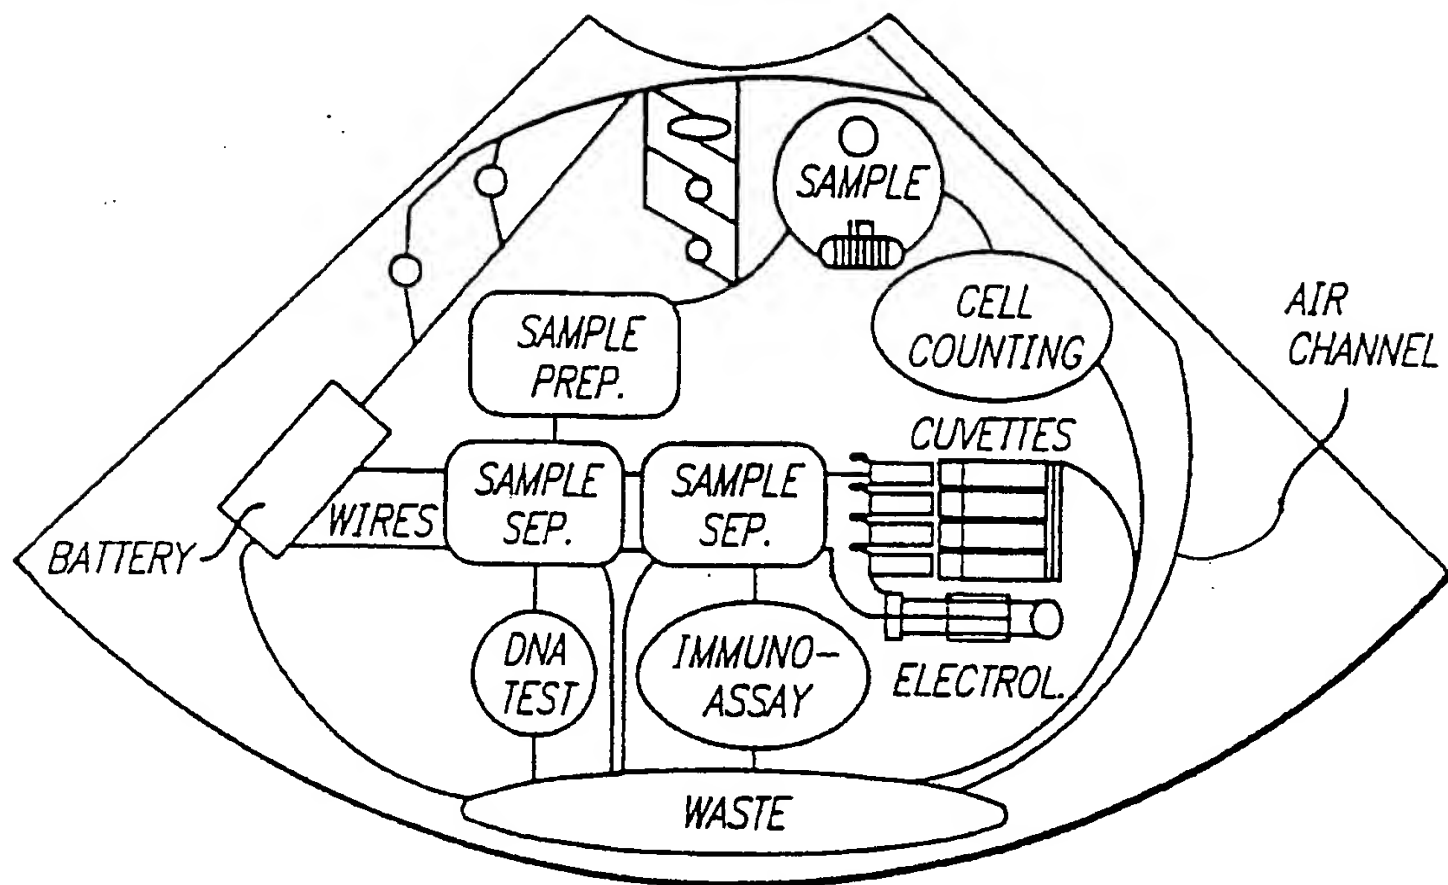 SAMPLE
CELL
COUNTING
AIR
CHANNEL
SAMPLE
PREP.
CUVETTES
SAMPLE
SEP.
SAMPLE
SEP.
WIRES
BATTERY
DNA
TEST
IMMUNO-
ASSAY
ELECTROL.
WASTE